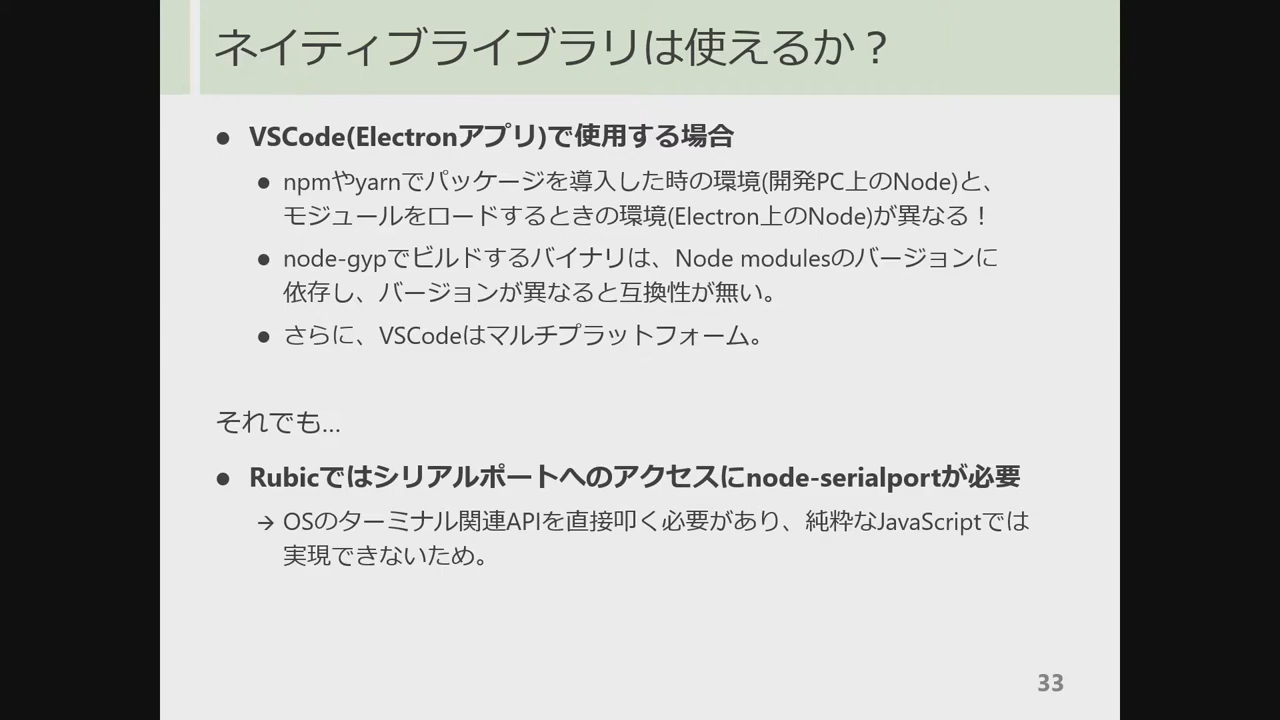 ネイティブライブラリは使えるか？
● VSCode(Electronアプリ)で使用する場合
● npmやyarnでパッケージを導入した時の環境(開発PC上のNode)と、
モジュールをロードするときの環境(Electron上のNode)が異なる！
● node-gypでビルドするバイナリは、Node modulesのバージョンに
依存し、バージョンが異なると互換性が無い。
● さらに、VSCodeはマルチプラットフォーム。
それでも…
● Rubicではシリアルポートへのアクセスにnode-serialportが必要
→ OSのターミナル関連APIを直接叩く必要があり、純粋なJavaScriptでは
実現できないため。
33